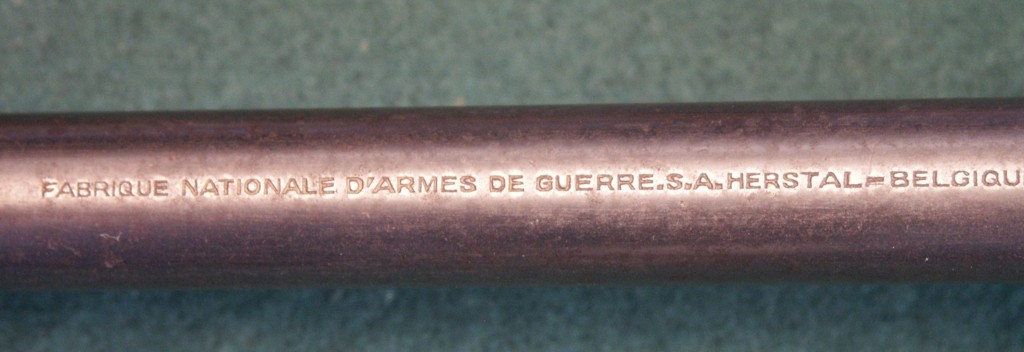 FABRIQUE NATIONALE D'ARMES DE GUERRE.S.A.HERSTAL-BELGIQU